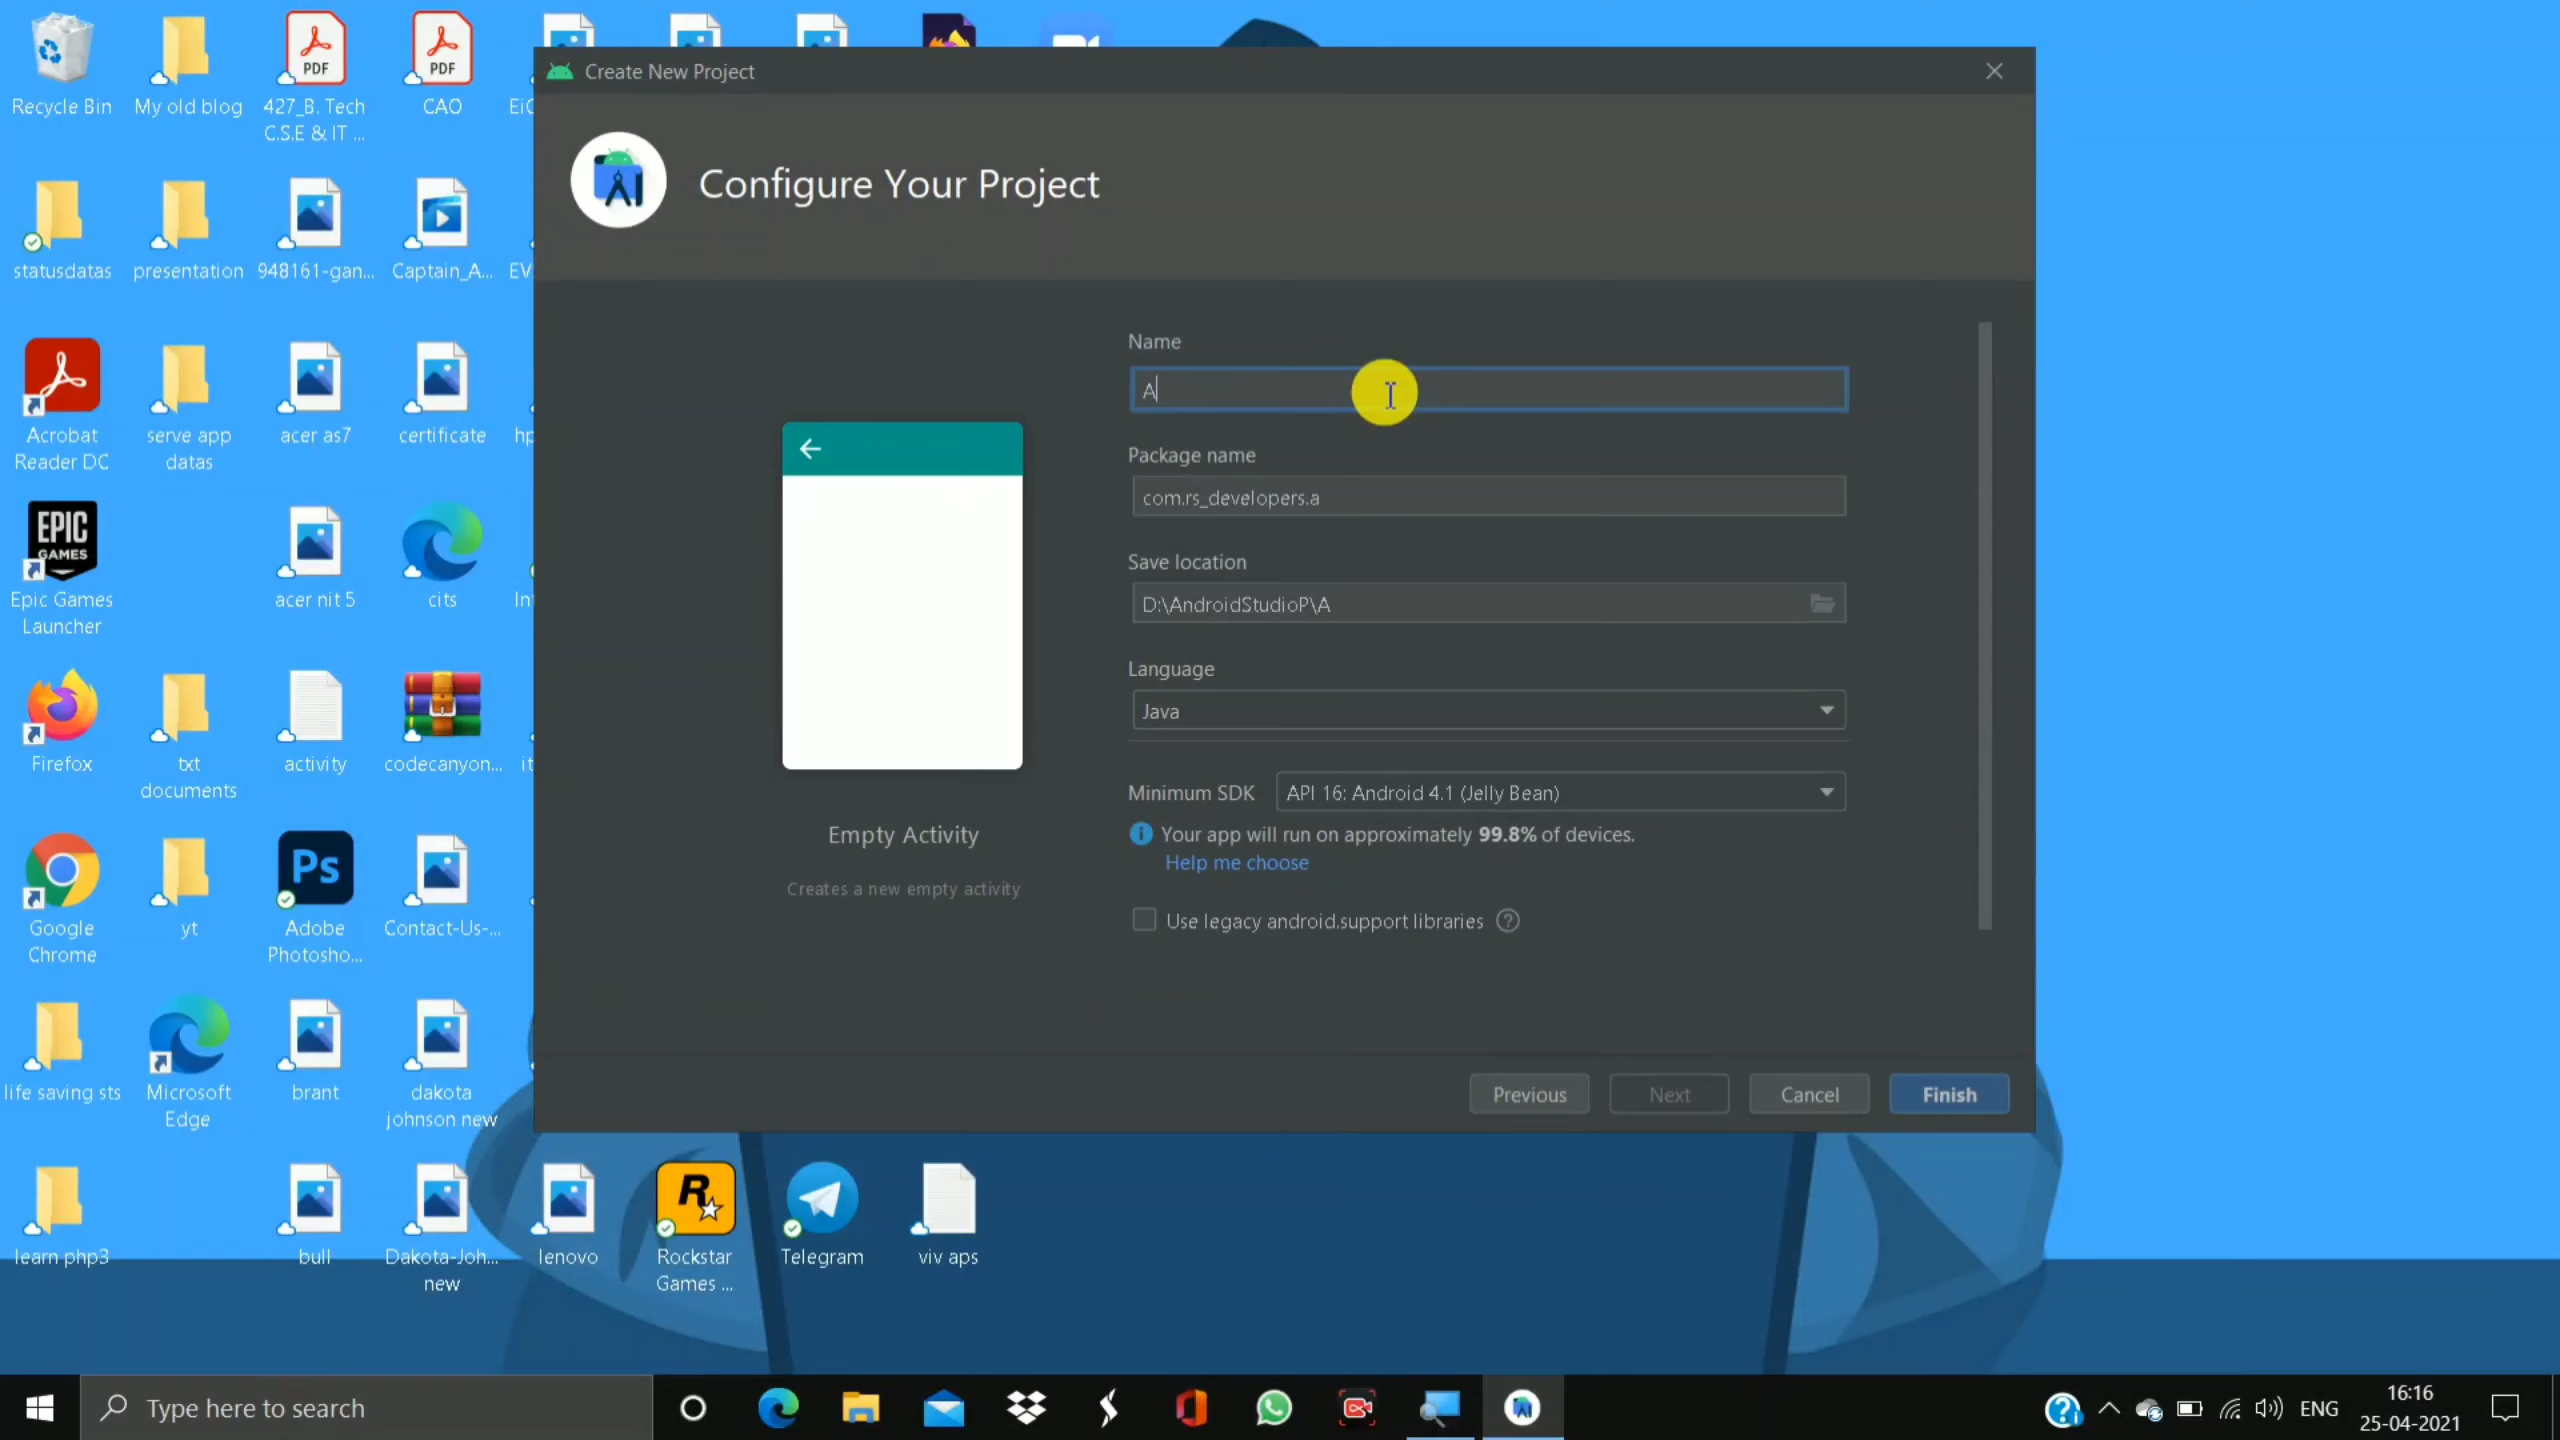 Create New Project
Configure Your Project
Name
A
Package name
com.rs_developers.a
Save location
D:\AndroidStudioP\A
Language
Java
Minimum SDK
API 16: Android 4.1 (Jelly Bean)
Your app will run on approximately 99.8% of devices.
Help me choose
Use legacy android.support libraries
Empty Activity
Creates a new empty activity
Previous
Next
Cancel
Finish
Recycle Bin
My old blog
PDF
427_B. Tech
C.S.E & IT ...
PDF
CAO
statusdatas
presentation
948161-gan...
Captain_A...
Acrobat
Reader DC
serve app
datas
acer as7
certificate
EPIC
GAMES
Epic Games
Launcher
acer nit 5
cits
Firefox
txt
documents
activity
codecanyon...
Google
Chrome
yt
Ps
Adobe
Photosho...
Contact-Us-...
life saving sts
Microsoft
Edge
brant
dakota
johnson new
learn php3
bull
Dakota-Joh...
new
lenovo
Rockstar
Games ...
Telegram
viv aps
Type here to search
ENG
16:16
25-04-2021